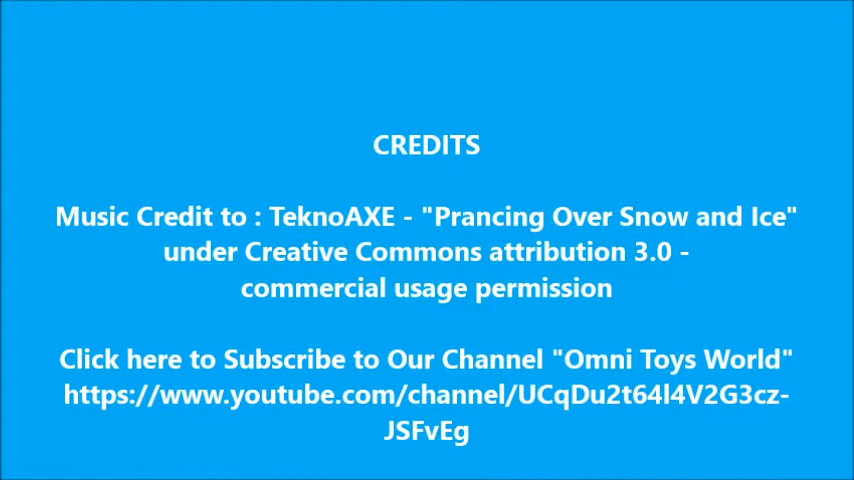 CREDITS
Music Credit to : TeknoAXE - "Prancing Over Snow and Ice"
under Creative Commons attribution 3.0 -
commercial usage permission
Click here to Subscribe to Our Channel "Omni Toys World"
https://www.youtube.com/channel/UCqDu2t64l4V2G3cz-
JSFvEg